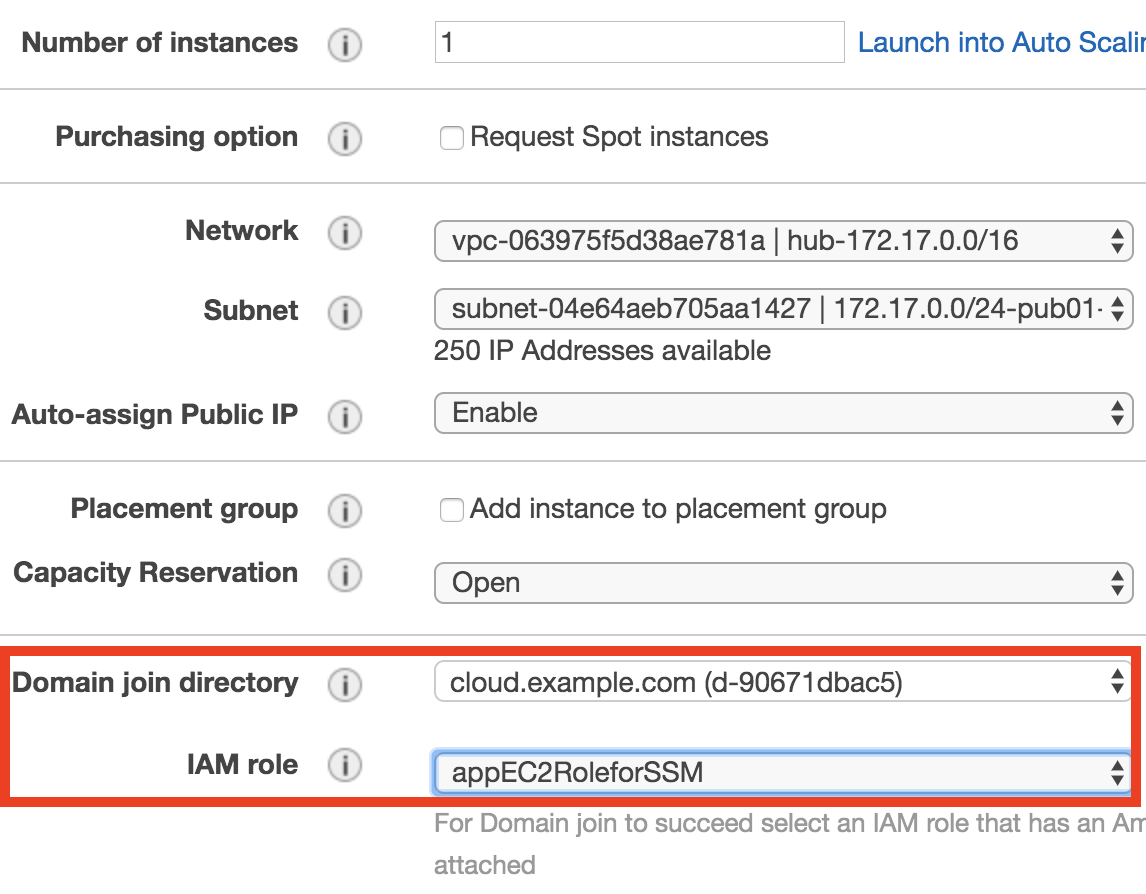 Number of instances 1 Launch into Auto
Purchasing option Request Spot instances
Network vpc-063975f5d38ae781a | hub-172.17.0.0/16
Subnet subnet-04e64aeb705aa1427 | 172.17.0.0/24-pub01-
250 IP Addresses available
Auto-assign Public IP Enable
Placement group Add instance to placement group
Capacity Reservation Open
Domain join directory cloud.example.com (d-90671dbac5)
IAM role appEC2RoleforSSM
For Domain join to succeed select an IAM role that has an
attached